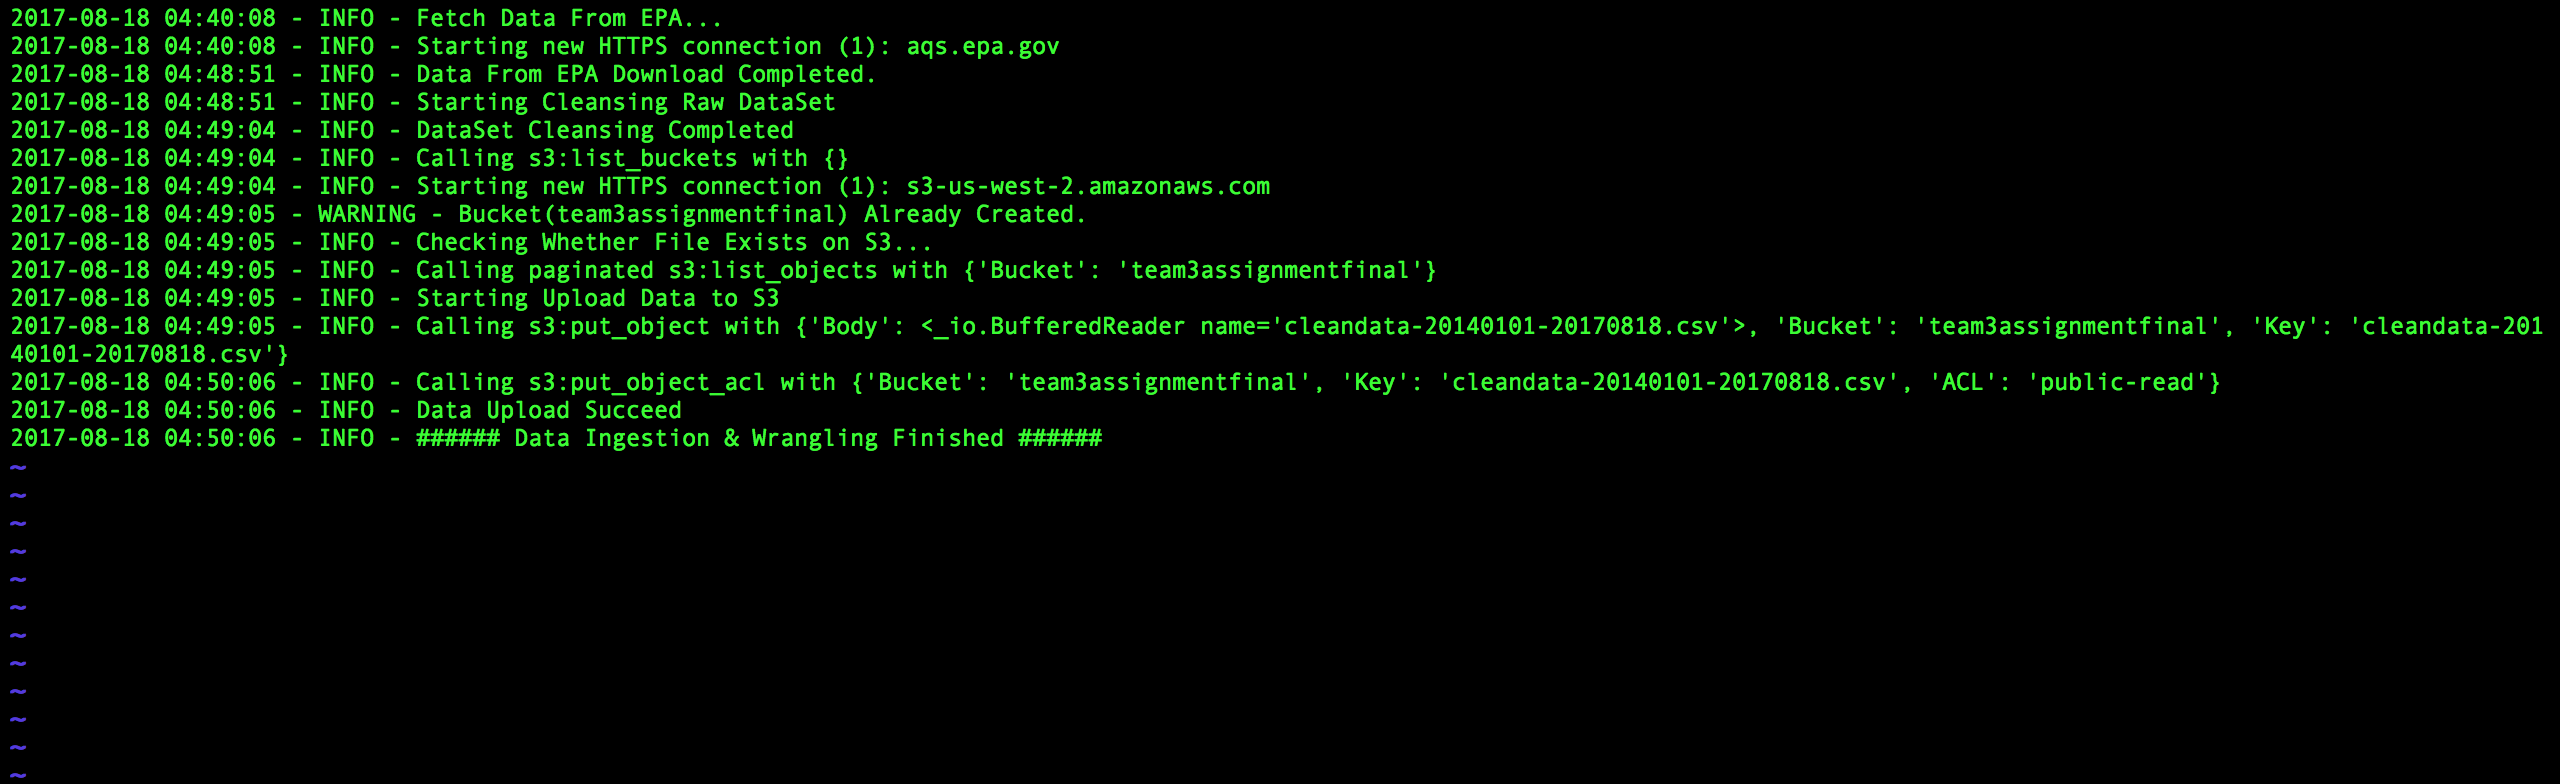 2017-08-18 04:40:08 - INFO - Fetch Data From EPA...
2017-08-18 04:40:08 - INFO - Starting new HTTPS connection (1): aqs.epa.gov
2017-08-18 04:48:51 - INFO - Data From EPA Download Completed.
2017-08-18 04:48:51 - INFO - Starting Cleansing Raw DataSet
2017-08-18 04:49:04 - INFO - DataSet Cleansing Completed
2017-08-18 04:49:04 - INFO - Calling s3:list_buckets with {}
2017-08-18 04:49:04 - INFO - Starting new HTTPS connection (1): s3-us-west-2.amazonaws.com
2017-08-18 04:49:05 - WARNING - Bucket(team3assignmentfinal) Already Created.
2017-08-18 04:49:05 - INFO - Checking Whether File Exists on S3...
2017-08-18 04:49:05 - INFO - Calling paginated s3:list_objects with {'Bucket': 'team3assignmentfinal'}
2017-08-18 04:49:05 - INFO - Starting Upload Data to S3
2017-08-18 04:49:05 - INFO - Calling s3:put_object with {'Body': <_io.BufferedReader name='cleandata-20140101-20170818.csv'>, 'Bucket': 'team3assignmentfinal', 'Key': 'cleandata-201
40101-20170818.csv'}
2017-08-18 04:50:06 - INFO - Calling s3:put_object_acl with {'Bucket': 'team3assignmentfinal', 'Key': 'cleandata-20140101-20170818.csv', 'ACL': 'public-read'}
2017-08-18 04:50:06 - INFO - Data Upload Succeed
2017-08-18 04:50:06 - INFO - ###### Data Ingestion & Wrangling Finished ######
~
~
~
~
~
~
~
~
~
~
~
~